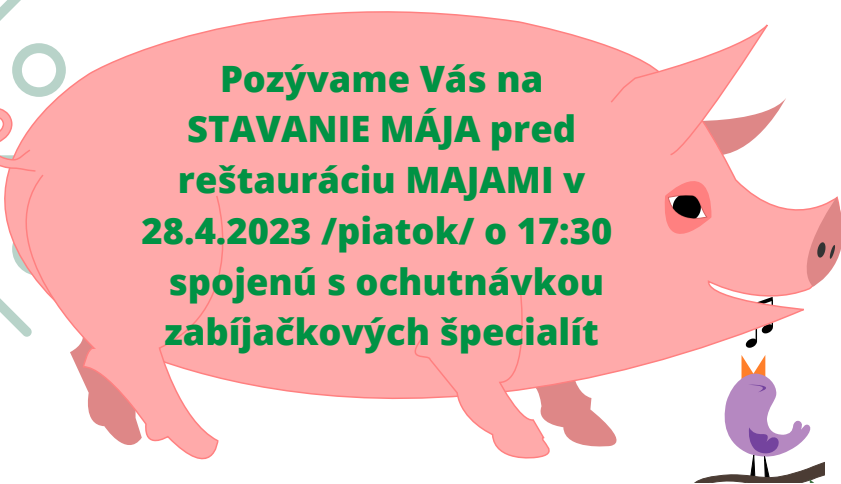 Pozývame Vás na
STAVANIE MÁJA pred
reštauráciu MAJAMI v
28.4.2023 /piatok/ o 17:30
spojenú s ochutnávkou
zabíjačkových špecialít